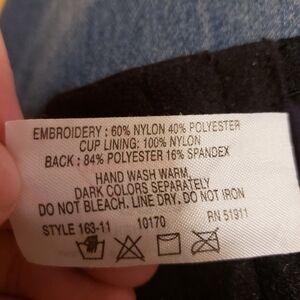 EMBROIDERY : 60% NYLON 40% POLYESTER
CUP LINING: 100% NYLON
BACK : 84% POLYESTER 16% SPANDEX
HAND WASH WARM,
DARK COLORS SEPARATELY
DO NOT BLEACH. LINE DRY. DO NOT IRON
STYLE 163-11 10170 RN 51911